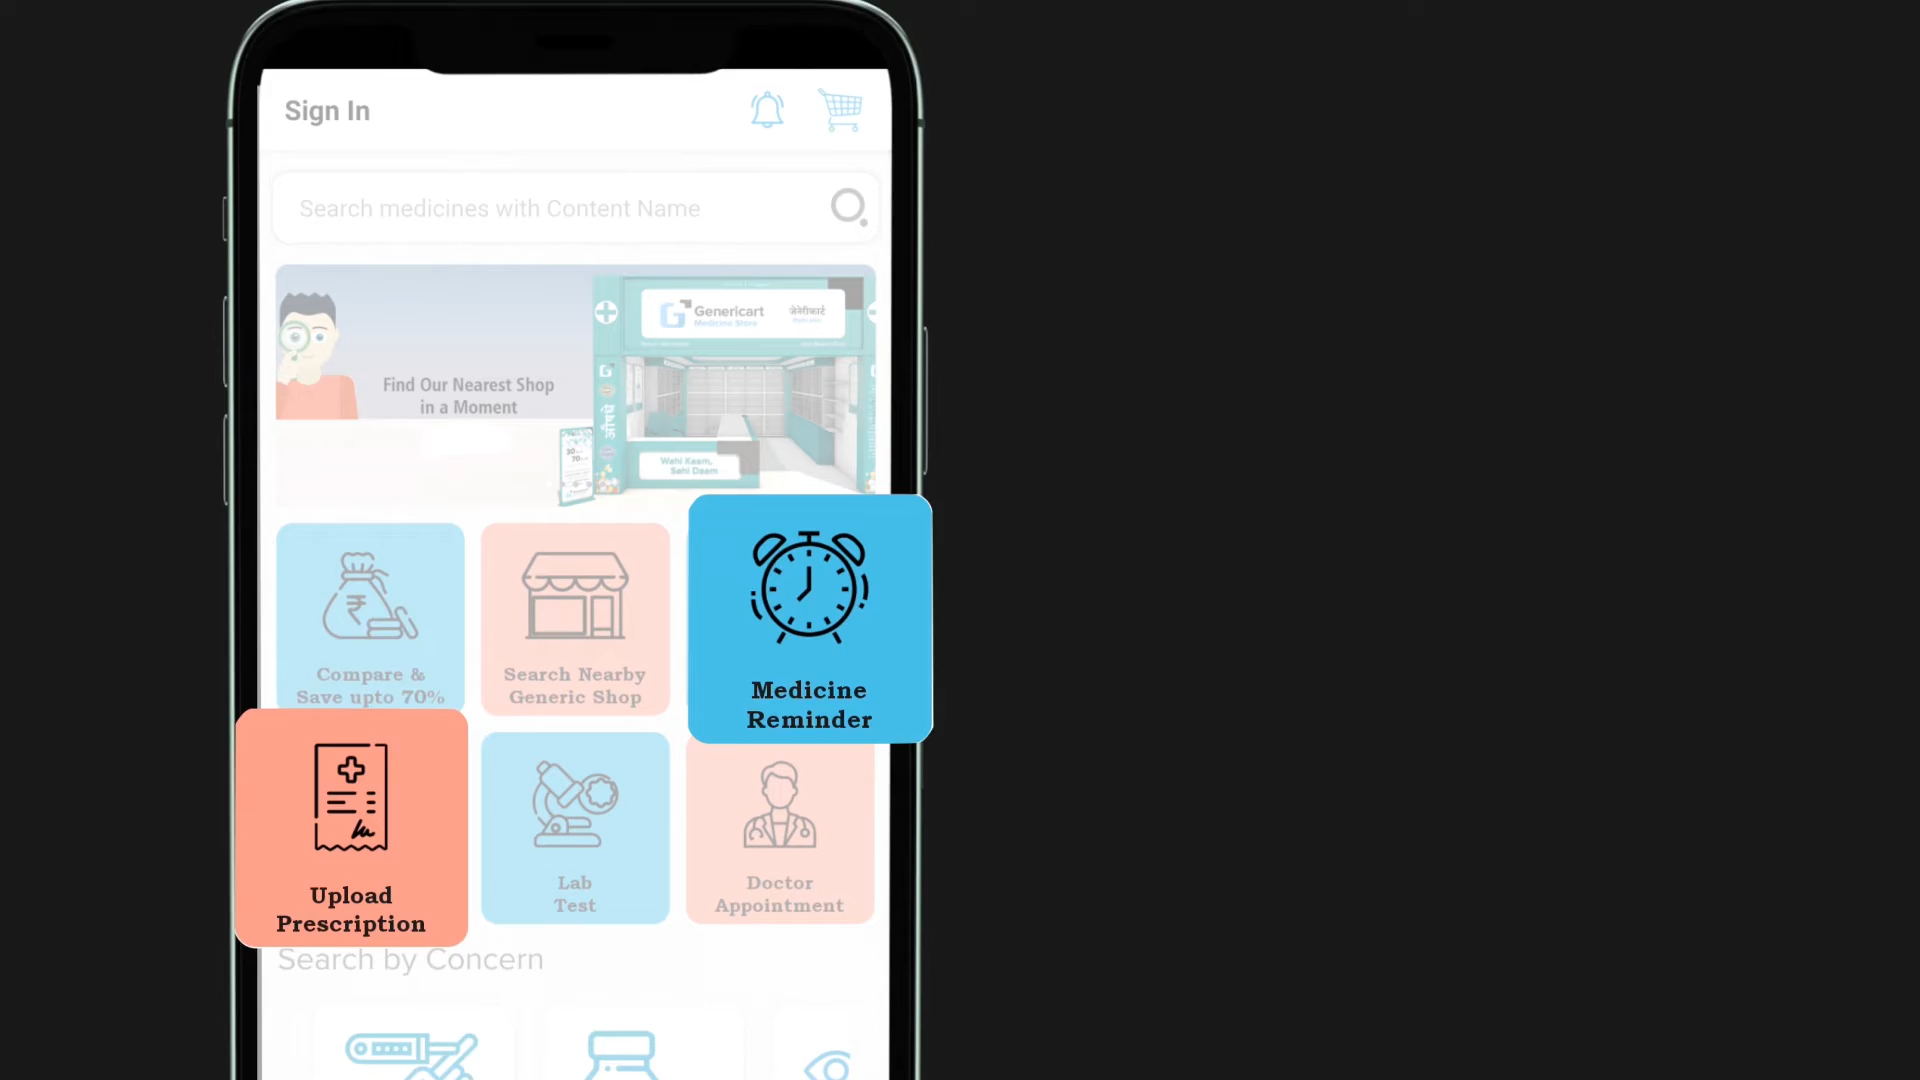 Sign In
Search medicines with Content Name
Genericart
Medicine Store
जेनेरीकार्ट
Find Our Nearest Shop
in a Moment
औषधे
Wahi Kaam,
Sahi Daam
Compare &
Save upto 70%
Search Nearby
Generic Shop
Medicine
Reminder
Upload
Prescription
Lab
Test
Doctor
Appointment
Search by Concern